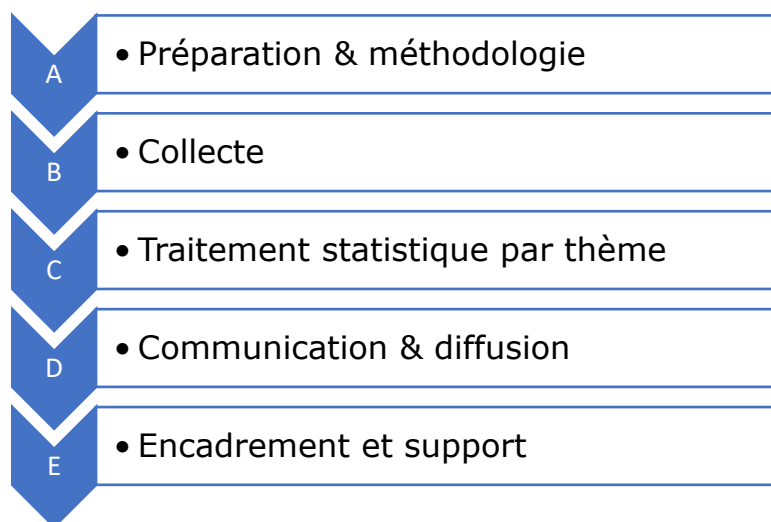 A
• Préparation & méthodologie
B
• Collecte
C
• Traitement statistique par thème
D
• Communication & diffusion
E
• Encadrement et support